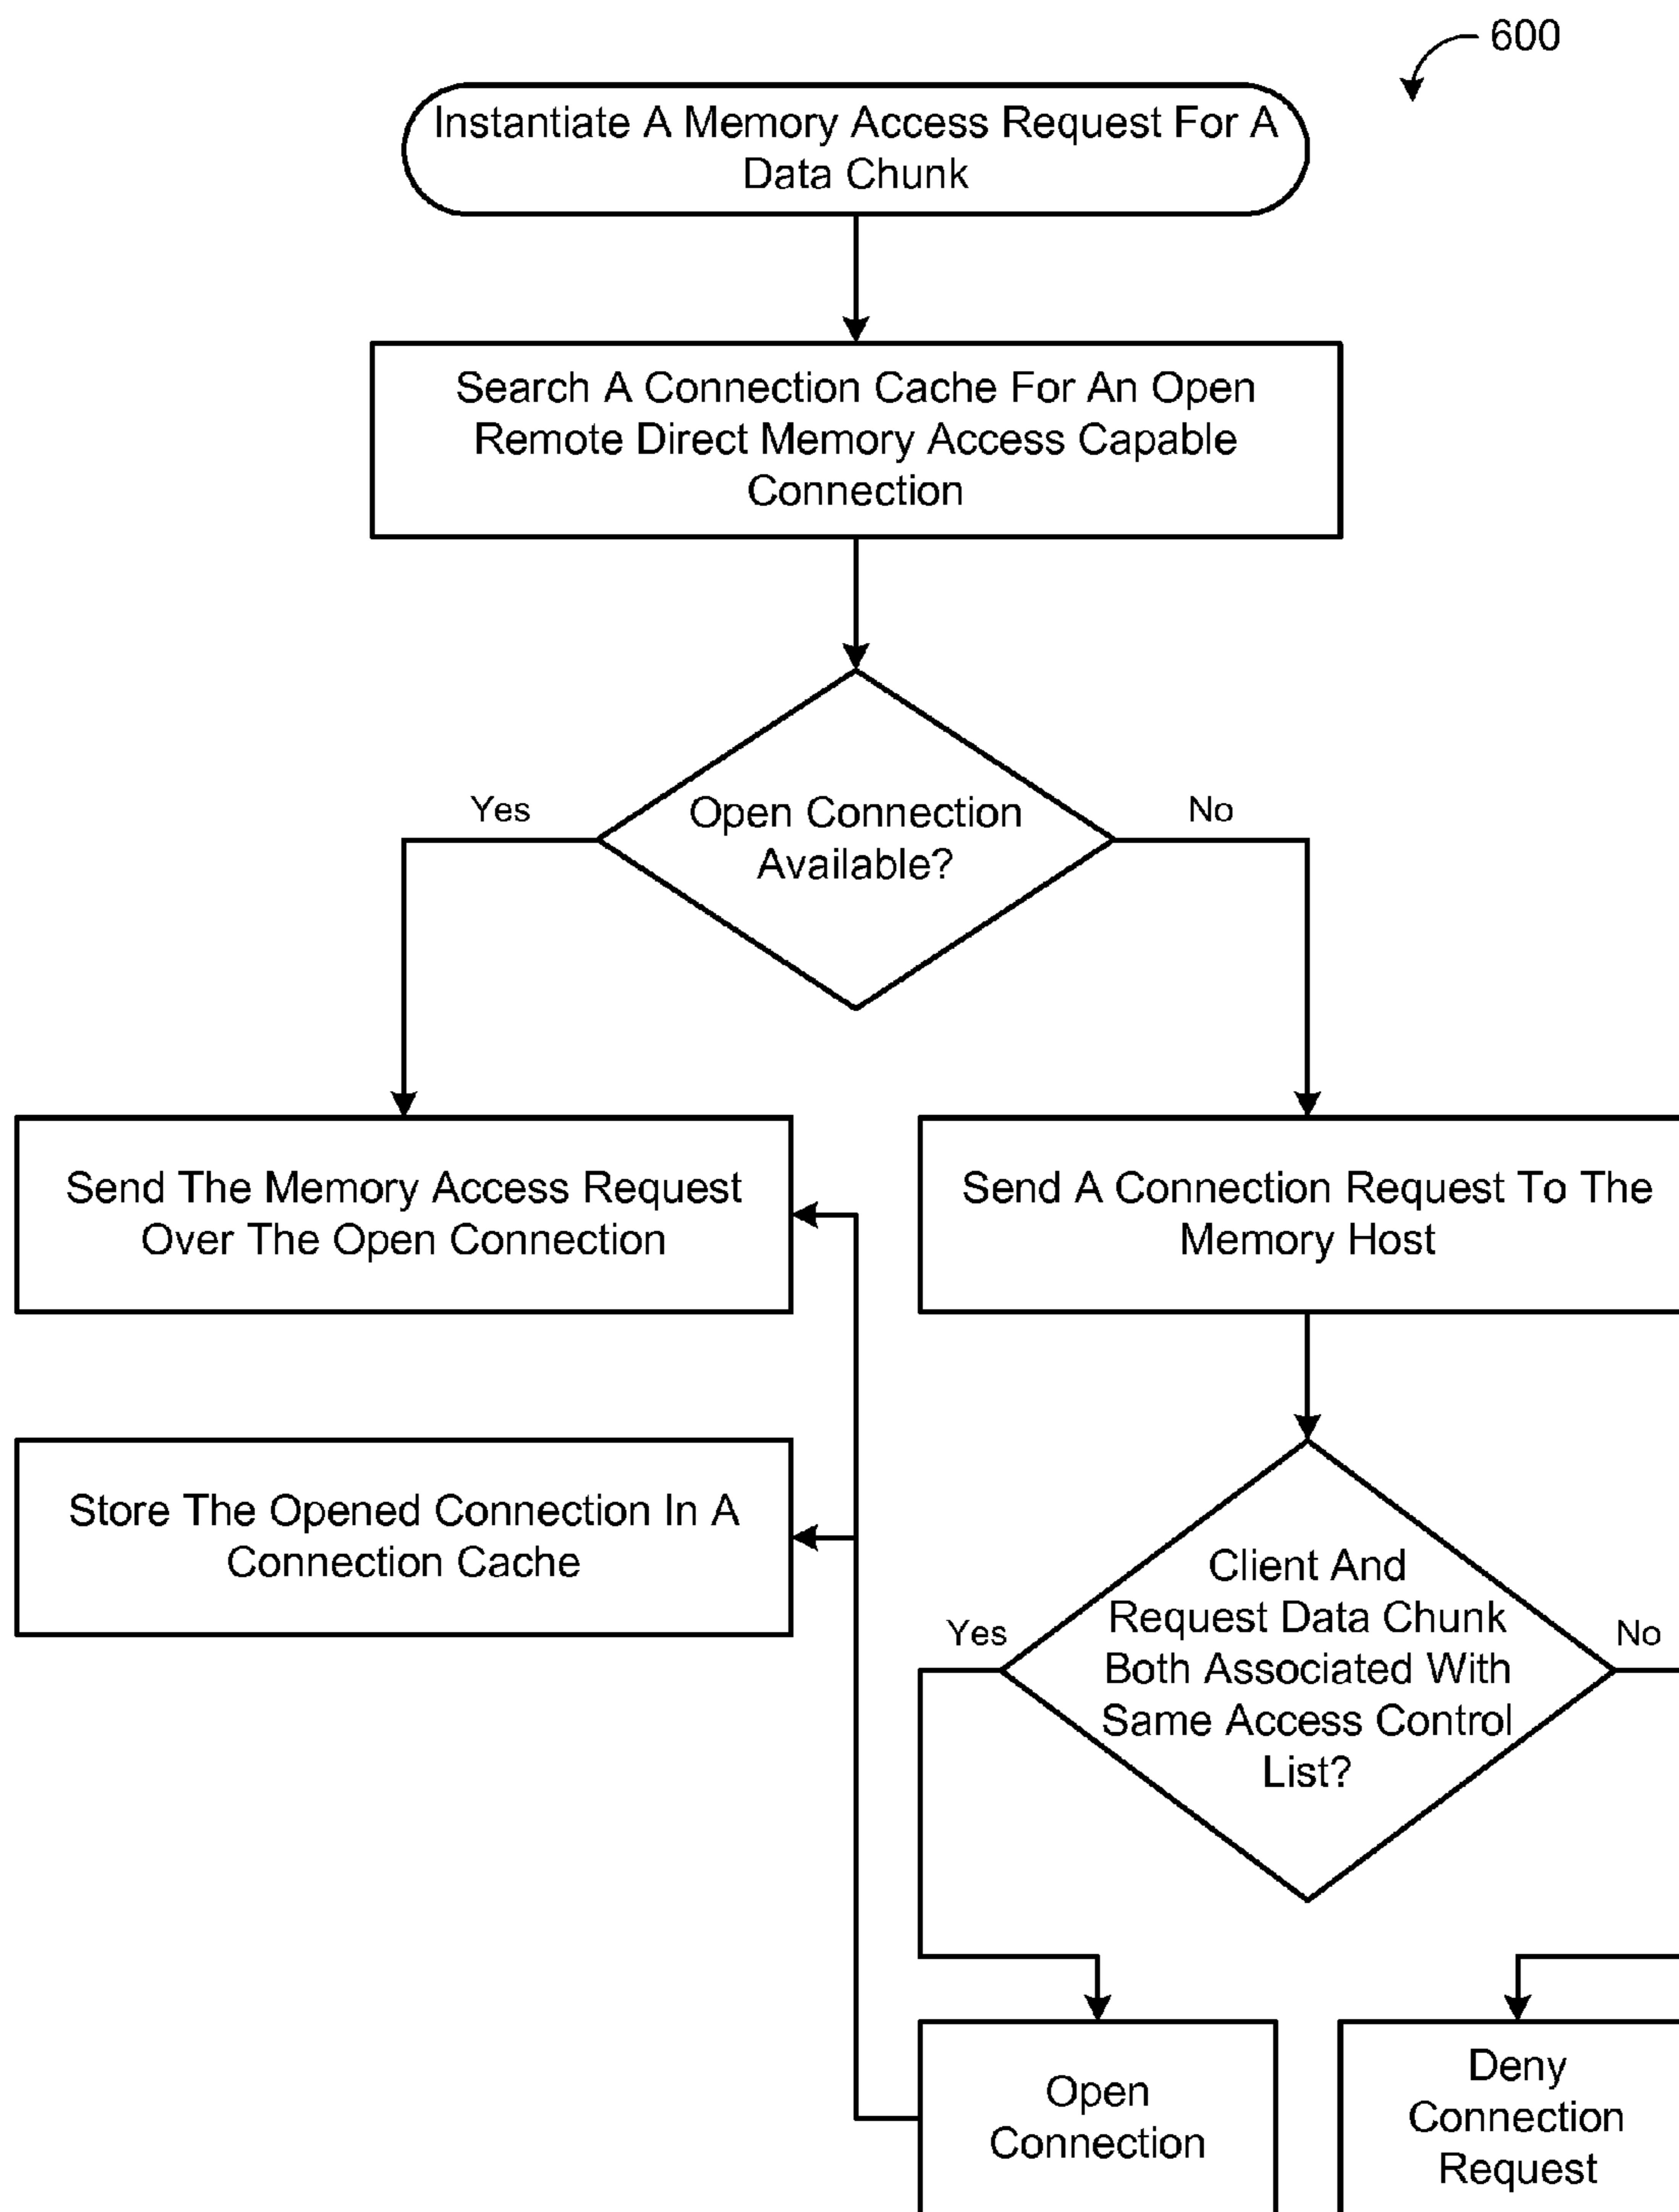 600
Instantiate A Memory Access Request For A
Data Chunk
Search A Connection Cache For An Open
Remote Direct Memory Access Capable
Connection
Yes
Open Connection
Available?
No
Send The Memory Access Request
Over The Open Connection
Send A Connection Request To The
Memory Host
Store The Opened Connection In A
Connection Cache
Client And
Request Data Chunk
Both Associated With
Same Access Control
List?
Yes
No
Open
Connection
Deny
Connection
Request